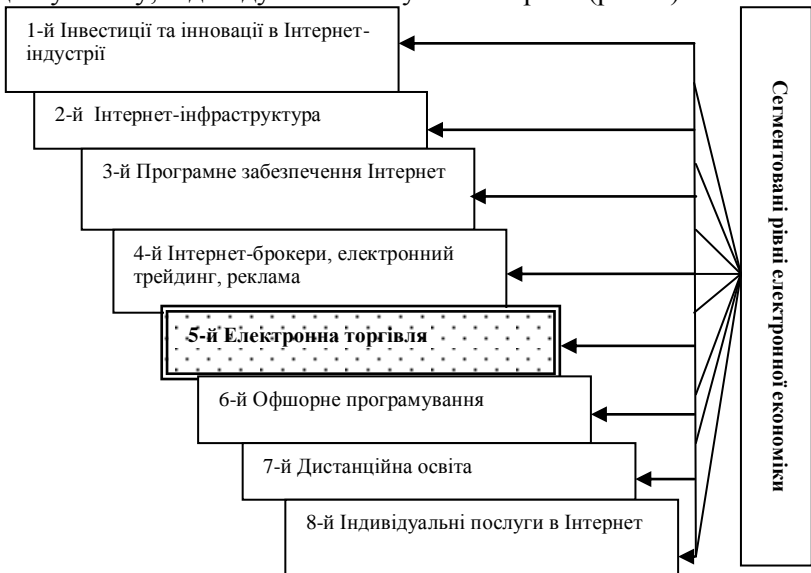 1-й Інвестиції та інновації в Інтернет-
індустрії
2-й Інтернет-інфраструктура
3-й Програмне забезпечення Інтернет
4-й Інтернет-брокери, електронний
трейдинг, реклама
5-й Електронна торгівля
6-й Офшорне програмування
7-й Дистанційна освіта
8-й Індивідуальні послуги в Інтернет
Сегментовані рівні електронної економіки